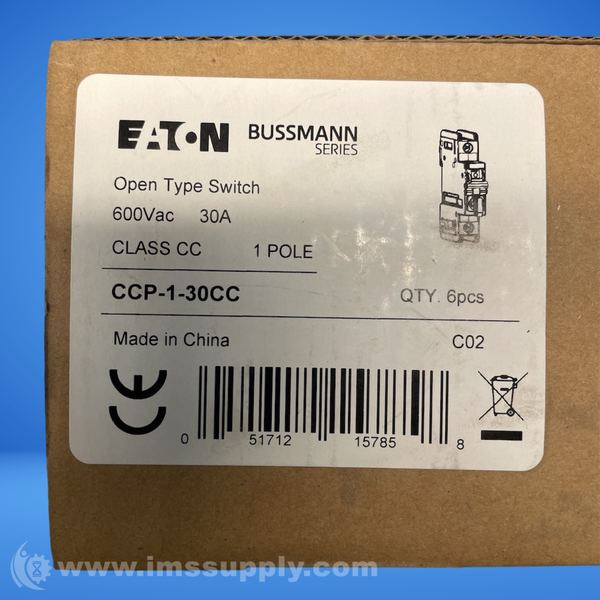 EATON BUSSMANN
SERIES
Open Type Switch
600Vac 30A
CLASS CC 1 POLE
CCP-1-30CC QTY. 6pcs
Made in China C02
CE
0 51712 15785 8
www.imssupply.com